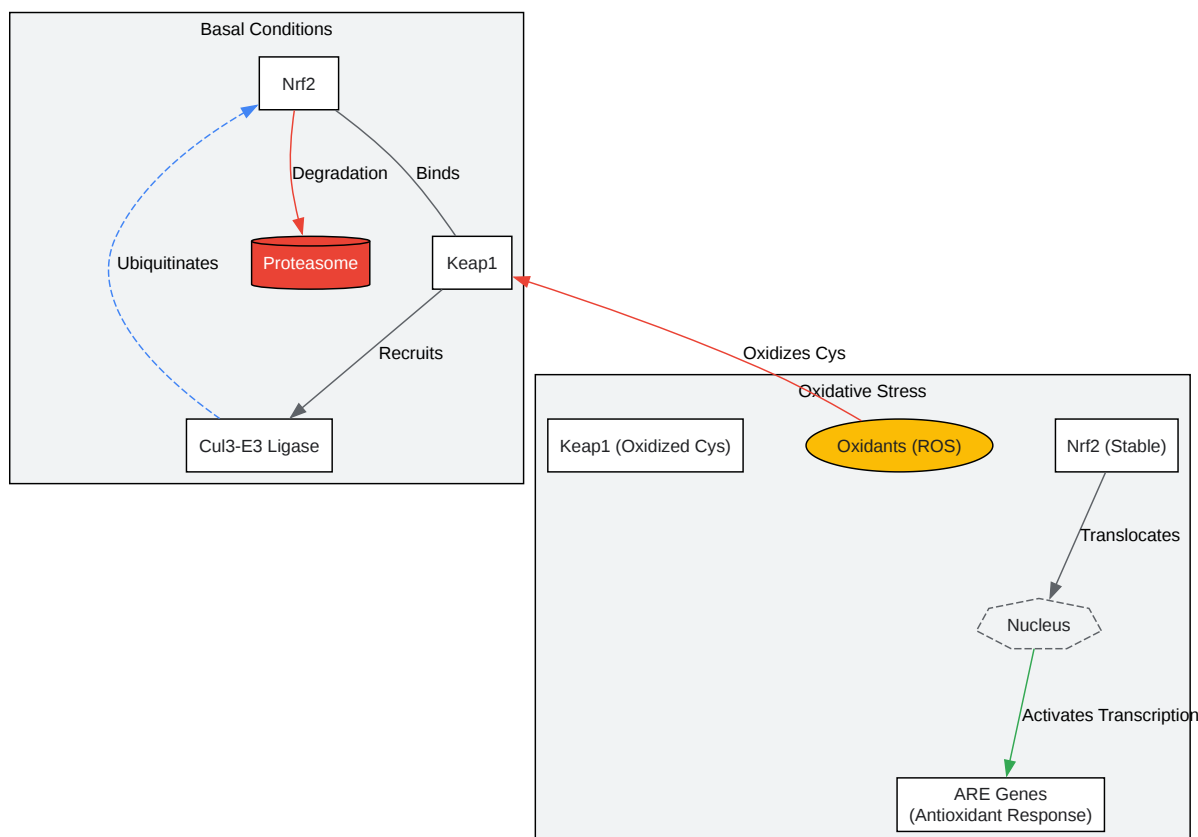 Basal Conditions
Nrf2
Degradation
Binds
Ubiquitinates
Proteasome
Keap1
Recruits
Oxidizes Cys
Oxidative Stress
Cul3-E3 Ligase
Keap1 (Oxidized Cys)
Oxidants (ROS)
Nrf2 (Stable)
Translocates
Nucleus
Activates Transcription
ARE Genes
(Antioxidant Response)